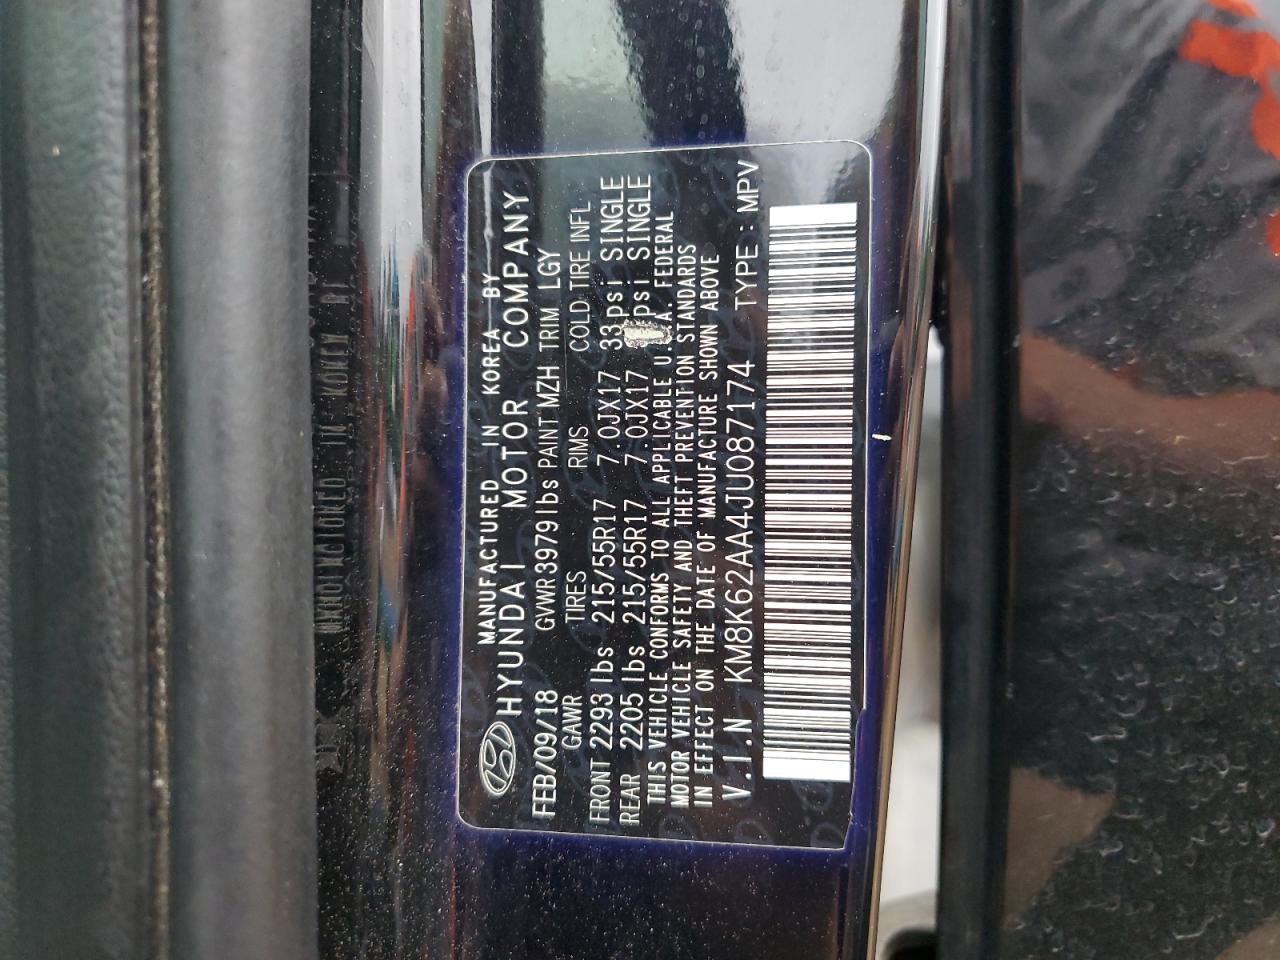 MANUFACTURED IN KOREA BY
HYUNDAI MOTOR COMPANY
FEB/09/18 GVWR3979lbs PAINT MZH TRIM LGY
GAWR TIRES RIMS COLD TIRE INFL
FRONT 2293 lbs 215/55R17 7.0JX17 33psi SINGLE
REAR 2205 lbs 215/55R17 7.0JX17 psi SINGLE
THIS VEHICLE CONFORMS TO ALL APPLICABLE U. A. FEDERAL
MOTOR VEHICLE SAFETY AND THEFT PREVENTION STANDARDS
IN EFFECT ON THE DATE OF MANUFACTURE SHOWN ABOVE
V.I.N KM8K62AA4JU087174 TYPE : MPV